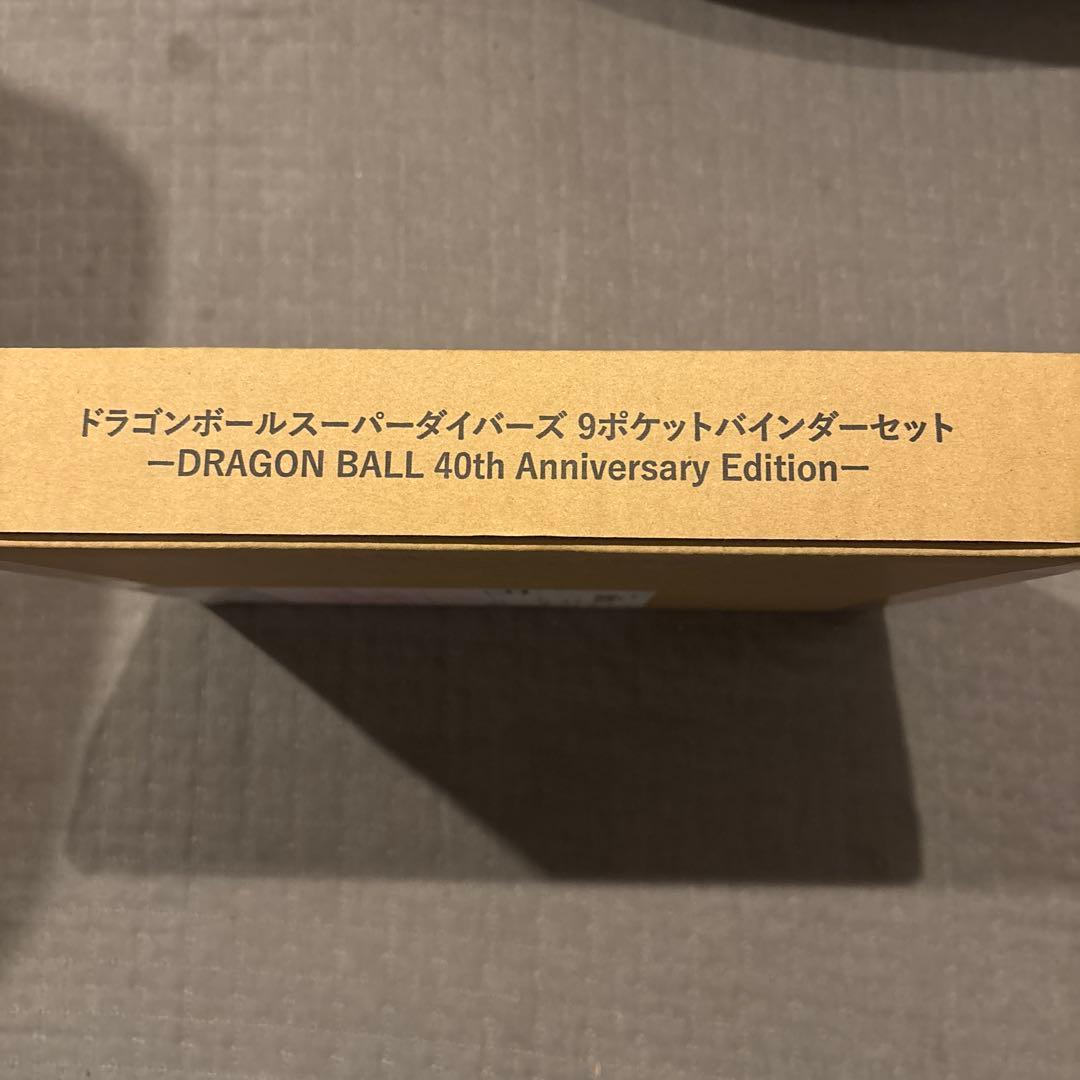 ドラゴンボールスーパーダイバーズ 9ポケットバインダーセット
ーDRAGON BALL 40th Anniversary Editionー